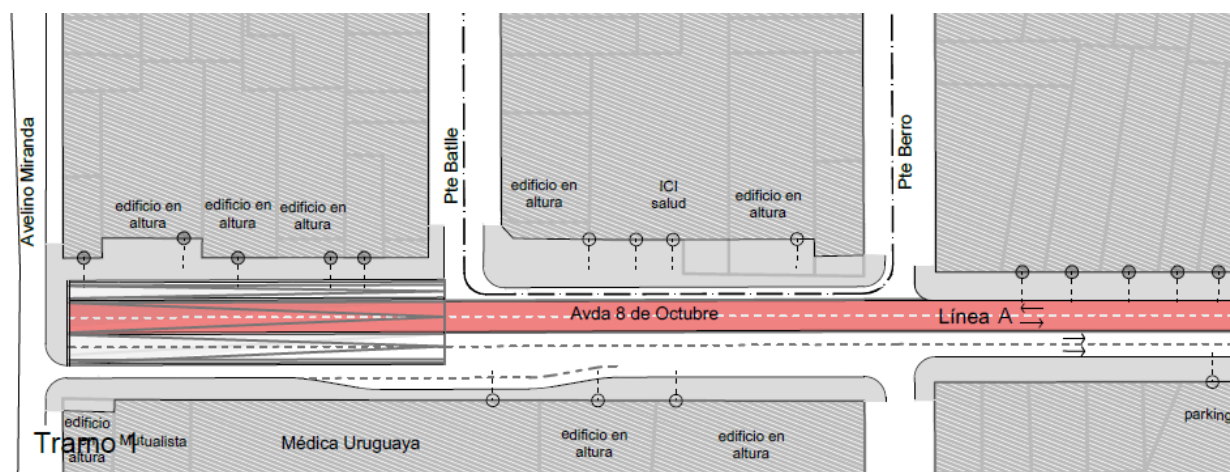 Avelino Miranda
Pte Batlle
Pte Berro
edificio en
altura
edificio en
altura
edificio en
altura
edificio en
altura
ICI
salud
edificio en
altura
Avda 8 de Octubre
Línea A
edificio
en
altura
Tramo 1
Mutualista
Médica Uruguaya
edificio en
altura
edificio en
altura
parking